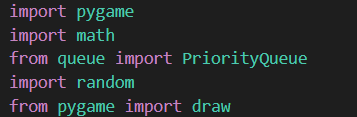 import pygame
import math
from queue import PriorityQueue
import random
from pygame import draw